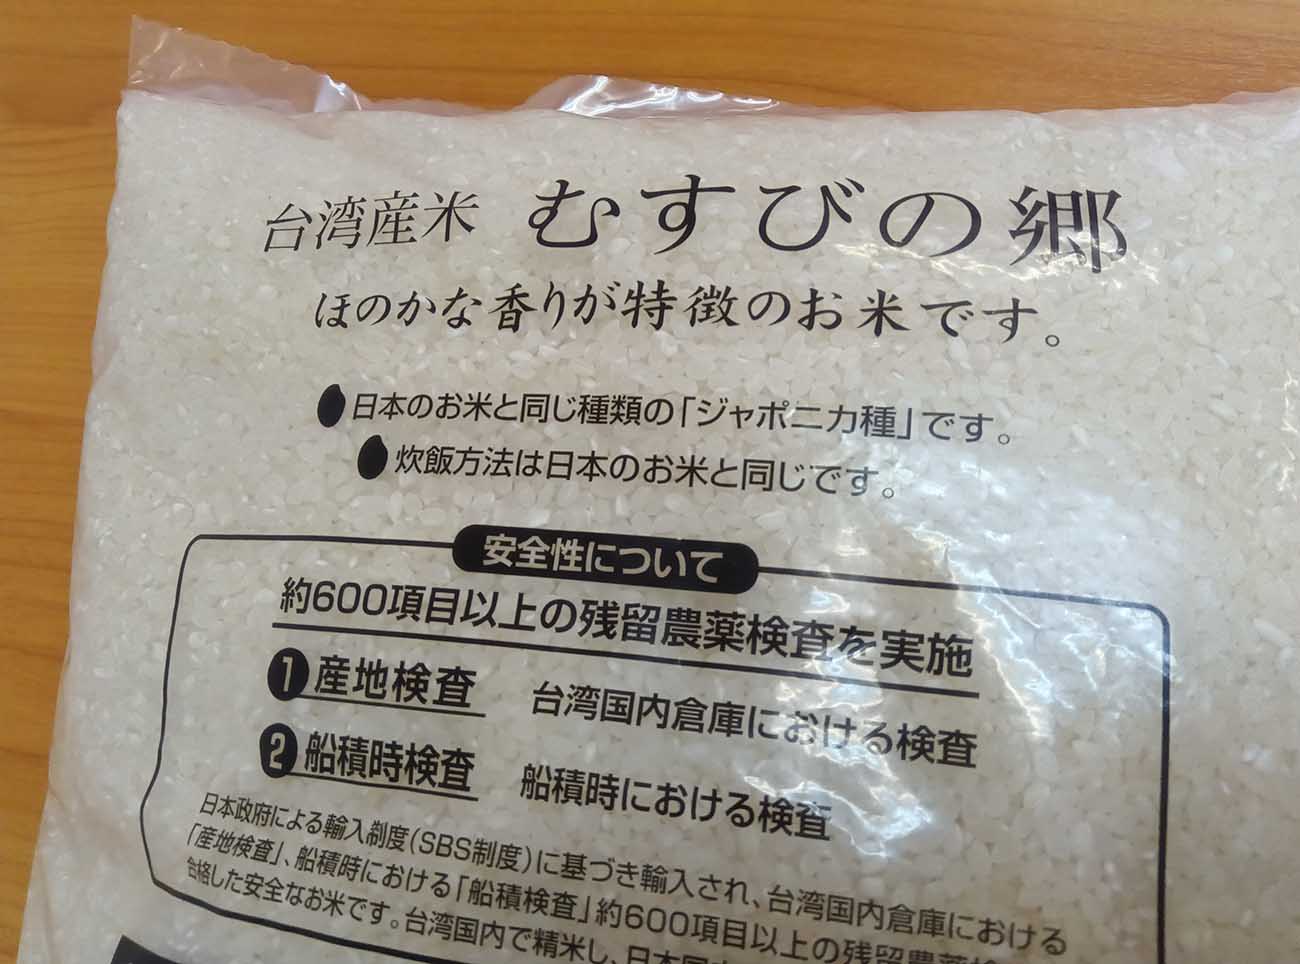 台湾産米 むすびの郷
ほのかな香りが特徴のお米です。
日本のお米と同じ種類の「ジャポニカ種」です。
炊飯方法は日本のお米と同じです。
安全性について
約600項目以上の残留農薬検査を実施
1 産地検査 台湾国内倉庫における検査
2 船積時検査 船積時における検査
日本政府による輸入制度(SBS制度)に基づき輸入され、台湾国内倉庫における
「産地検査」、船積時における「船積検査」約600項目以上の残留農薬検
合格した安全なお米です。台湾国内で精米し、日本国